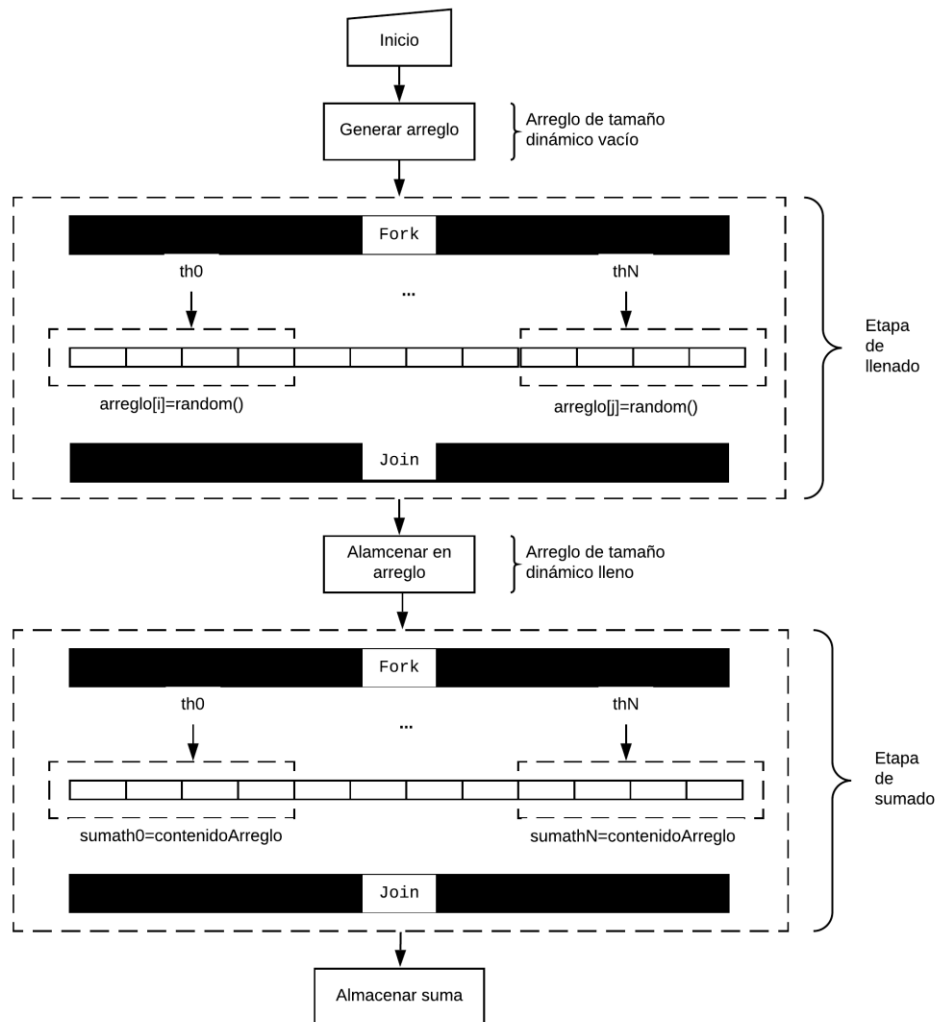 Inicio
Generar arreglo
Arreglo de tamaño
dinámico vacío
Fork
th0
...
thN
arreglo[i]=random()
arreglo[j]=random()
Join
Etapa
de
llenado
Alamcenar en
arreglo
Arreglo de tamaño
dinámico lleno
Fork
th0
...
thN
sumath0=contenidoArreglo
sumathN=contenidoArreglo
Join
Etapa
de
sumado
Almacenar suma